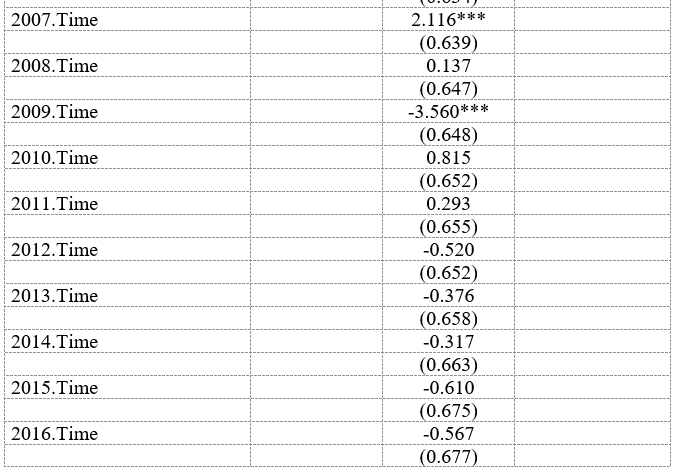 2007.Time 2.116***
(0.639)
2008.Time 0.137
(0.647)
2009.Time -3.560***
(0.648)
2010.Time 0.815
(0.652)
2011.Time 0.293
(0.655)
2012.Time -0.520
(0.652)
2013.Time -0.376
(0.658)
2014.Time -0.317
(0.663)
2015.Time -0.610
(0.675)
2016.Time -0.567
(0.677)